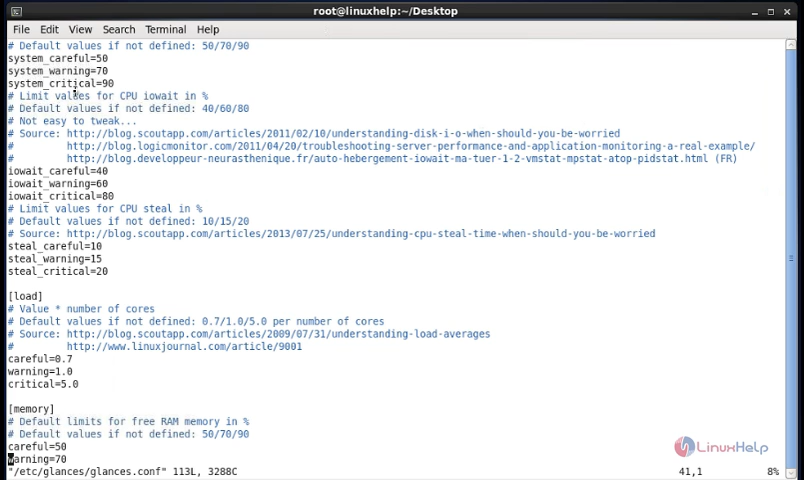 root@linuxhelp:~/Desktop
File Edit View Search Terminal Help
# Default values if not defined: 50/70/90
system_careful=50
system_warning=70
system_critical=90
# Limit values for CPU iowait in %
# Default values if not defined: 40/60/80
# Not easy to tweak...
# Source: http://blog.scoutapp.com/articles/2011/02/10/understanding-disk-i-o-when-should-you-be-worried
#         http://blog.logicmonitor.com/2011/04/20/troubleshooting-server-performance-and-application-monitoring-a-real-example/
#         http://blog.developpeur-neurasthenique.fr/auto-hebergement-iowait-ma-tuer-1-2-vmstat-mpstat-atop-pidstat.html (FR)
iowait_careful=40
iowait_warning=60
iowait_critical=80
# Limit values for CPU steal in %
# Default values if not defined: 10/15/20
# Source: http://blog.scoutapp.com/articles/2013/07/25/understanding-cpu-steal-time-when-should-you-be-worried
steal_careful=10
steal_warning=15
steal_critical=20
[load]
# Value * number of cores
# Default values if not defined: 0.7/1.0/5.0 per number of cores
# Source: http://blog.scoutapp.com/articles/2009/07/31/understanding-load-averages
#         http://www.linuxjournal.com/article/9001
careful=0.7
warning=1.0
critical=5.0
[memory]
# Default limits for free RAM memory in %
# Default values if not defined: 50/70/90
careful=50
warning=70
"/etc/glances/glances.conf" 113L, 3288C 41,1 8%
LinuxHelp